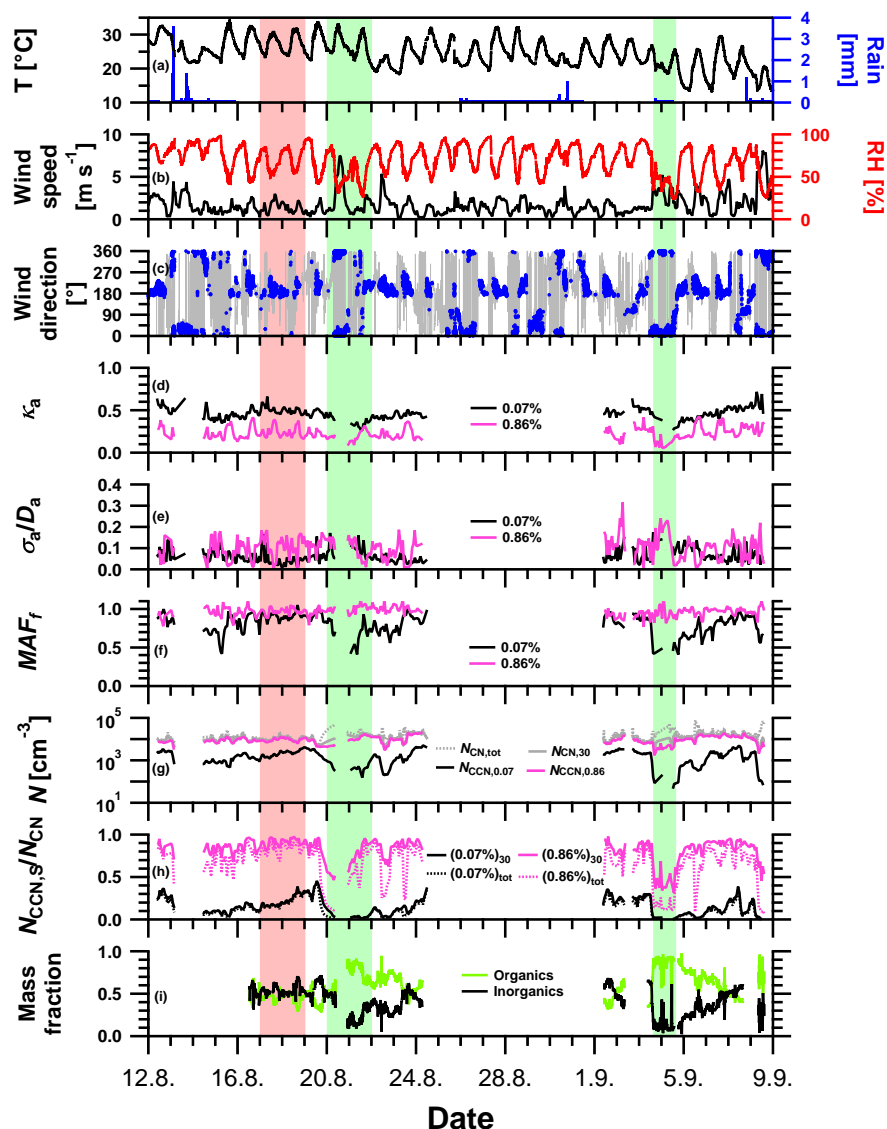 T [°C]
30
20
10
(a)
4
3
2
1
0
Rain
[mm]
Wind
speed
[m s⁻¹]
10
5
0
(b)
100
50
0
RH [%]
Wind
direction
[°]
360
270
180
90
0
(c)
κa
1.0
0.5
0.0
(d)
0.07%
0.86%
σa/Da
0.4
0.3
0.2
0.1
0.0
(e)
0.07%
0.86%
MAFf
1.0
0.5
0.0
(f)
0.07%
0.86%
N [cm⁻³]
10⁵
10³
10¹
(g)
NCN,tot NCN,30
NCCN,0.07 NCCN,0.86
NCCN,S/NCN
1.0
0.5
0.0
(h)
(0.07%)30 (0.86%)30
(0.07%)tot (0.86%)tot
Mass
fraction
1.0
0.5
0.0
(i)
Organics
Inorganics
12.8. 16.8. 20.8. 24.8. 28.8. 1.9. 5.9. 9.9.
Date